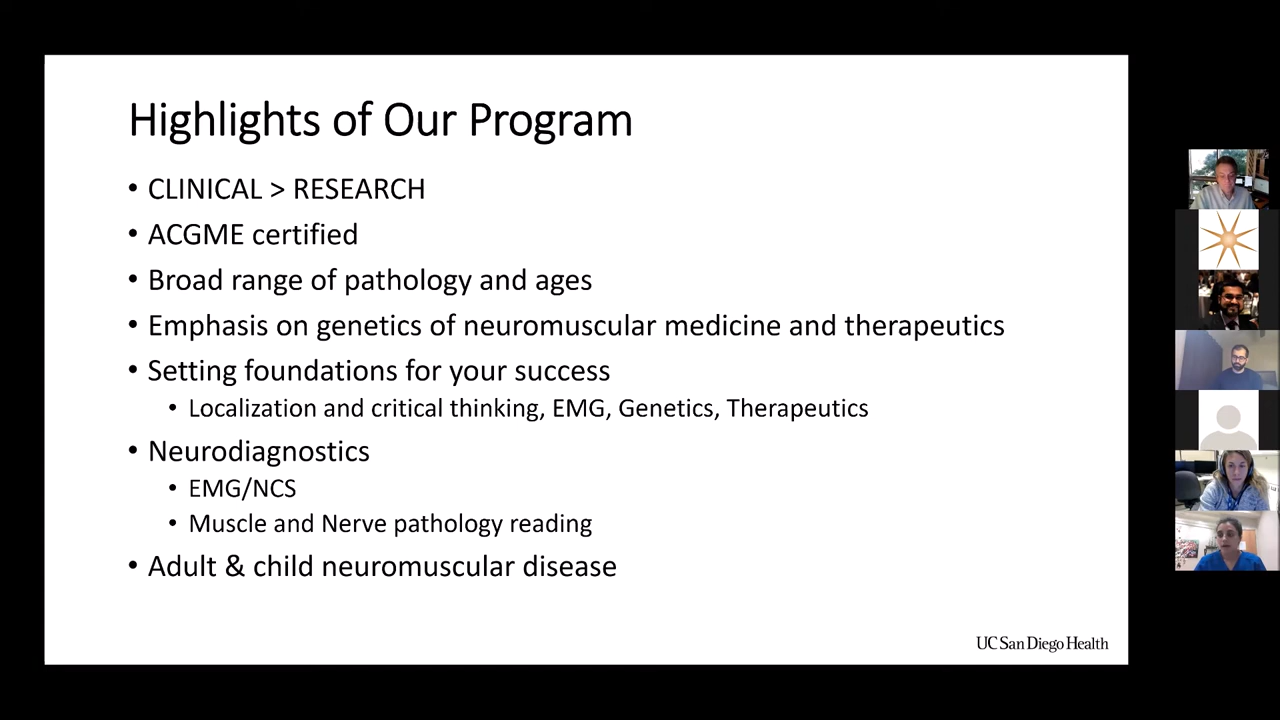 Highlights of Our Program
• CLINICAL > RESEARCH
• ACGME certified
• Broad range of pathology and ages
• Emphasis on genetics of neuromuscular medicine and therapeutics
• Setting foundations for your success
• Localization and critical thinking, EMG, Genetics, Therapeutics
• Neurodiagnostics
• EMG/NCS
• Muscle and Nerve pathology reading
• Adult & child neuromuscular disease
UC San Diego Health